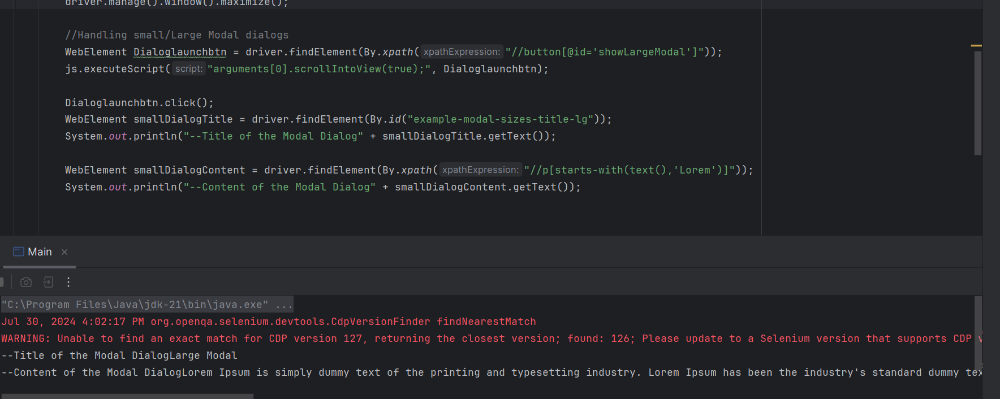 driver.manage().window().maximize();
//Handling small/Large Modal dialogs
WebElement Dialoglaunchbtn = driver.findElement(By.xpath( xpathExpression: "//button[@id='showLargeModal']"));
js.executeScript( script: "arguments[0].scrollIntoView(true);", Dialoglaunchbtn);
Dialoglaunchbtn.click();
WebElement smallDialogTitle = driver.findElement(By.id("example-modal-sizes-title-lg"));
System.out.println("--Title of the Modal Dialog" + smallDialogTitle.getText());
WebElement smallDialogContent = driver.findElement(By.xpath( xpathExpression: "//p[starts-with(text(),'Lorem')]"));
System.out.println("--Content of the Modal Dialog" + smallDialogContent.getText());
Main
"C:\Program Files\Java\jdk-21\bin\java.exe" ...
Jul 30, 2024 4:02:17 PM org.openqa.selenium.devtools.CdpVersionFinder findNearestMatch
WARNING: Unable to find an exact match for CDP version 127, returning the closest version; found: 126; Please update to a Selenium version that supports CDP
--Title of the Modal DialogLarge Modal
--Content of the Modal DialogLorem Ipsum is simply dummy text of the printing and typesetting industry. Lorem Ipsum has been the industry's standard dummy tex